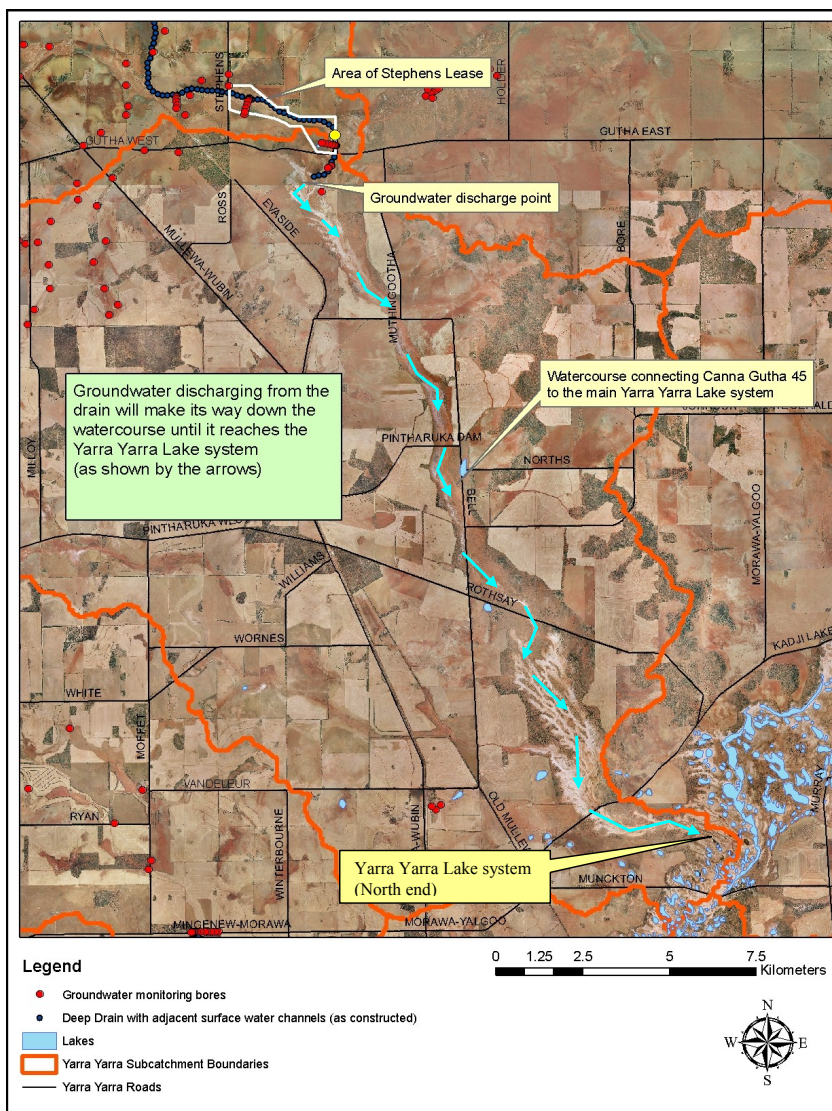 Area of Stephens Lease
STEPHENS
HOLDER
GUTHA WEST
GUTHA EAST
Groundwater discharge point
ROSS
EVASIDE
MULLEWA-WUBIN
MUTHINGOOTHA
BORE
Groundwater discharging from the
drain will make its way down the
watercourse until it reaches the
Yarra Yarra Lake system
(as shown by the arrows)
Watercourse connecting Canna Gutha 45
to the main Yarra Yarra Lake system
MILLOY
PINTHARUKA DAM
NORTHS
BELL
PINTHARUKA WE
MORAWA-YALGOO
WILLIAMS
ROTHSAY
WORNES
KADJI LAKE
WHITE
MOFFET
VANDELEUR
MURRAY
RYAN
WINTERBOURNE
A-WUBIN
OLD MULLEW
Yarra Yarra Lake system
(North end)
MUNCKTON
MINGENEW-MORAWA
MORAWA-YALGOO
Legend
0 1.25 2.5 5 7.5
Kilometers
Groundwater monitoring bores
Deep Drain with adjacent surface water channels (as constructed)
Lakes
Yarra Yarra Subcatchment Boundaries
Yarra Yarra Roads
N
W E
S